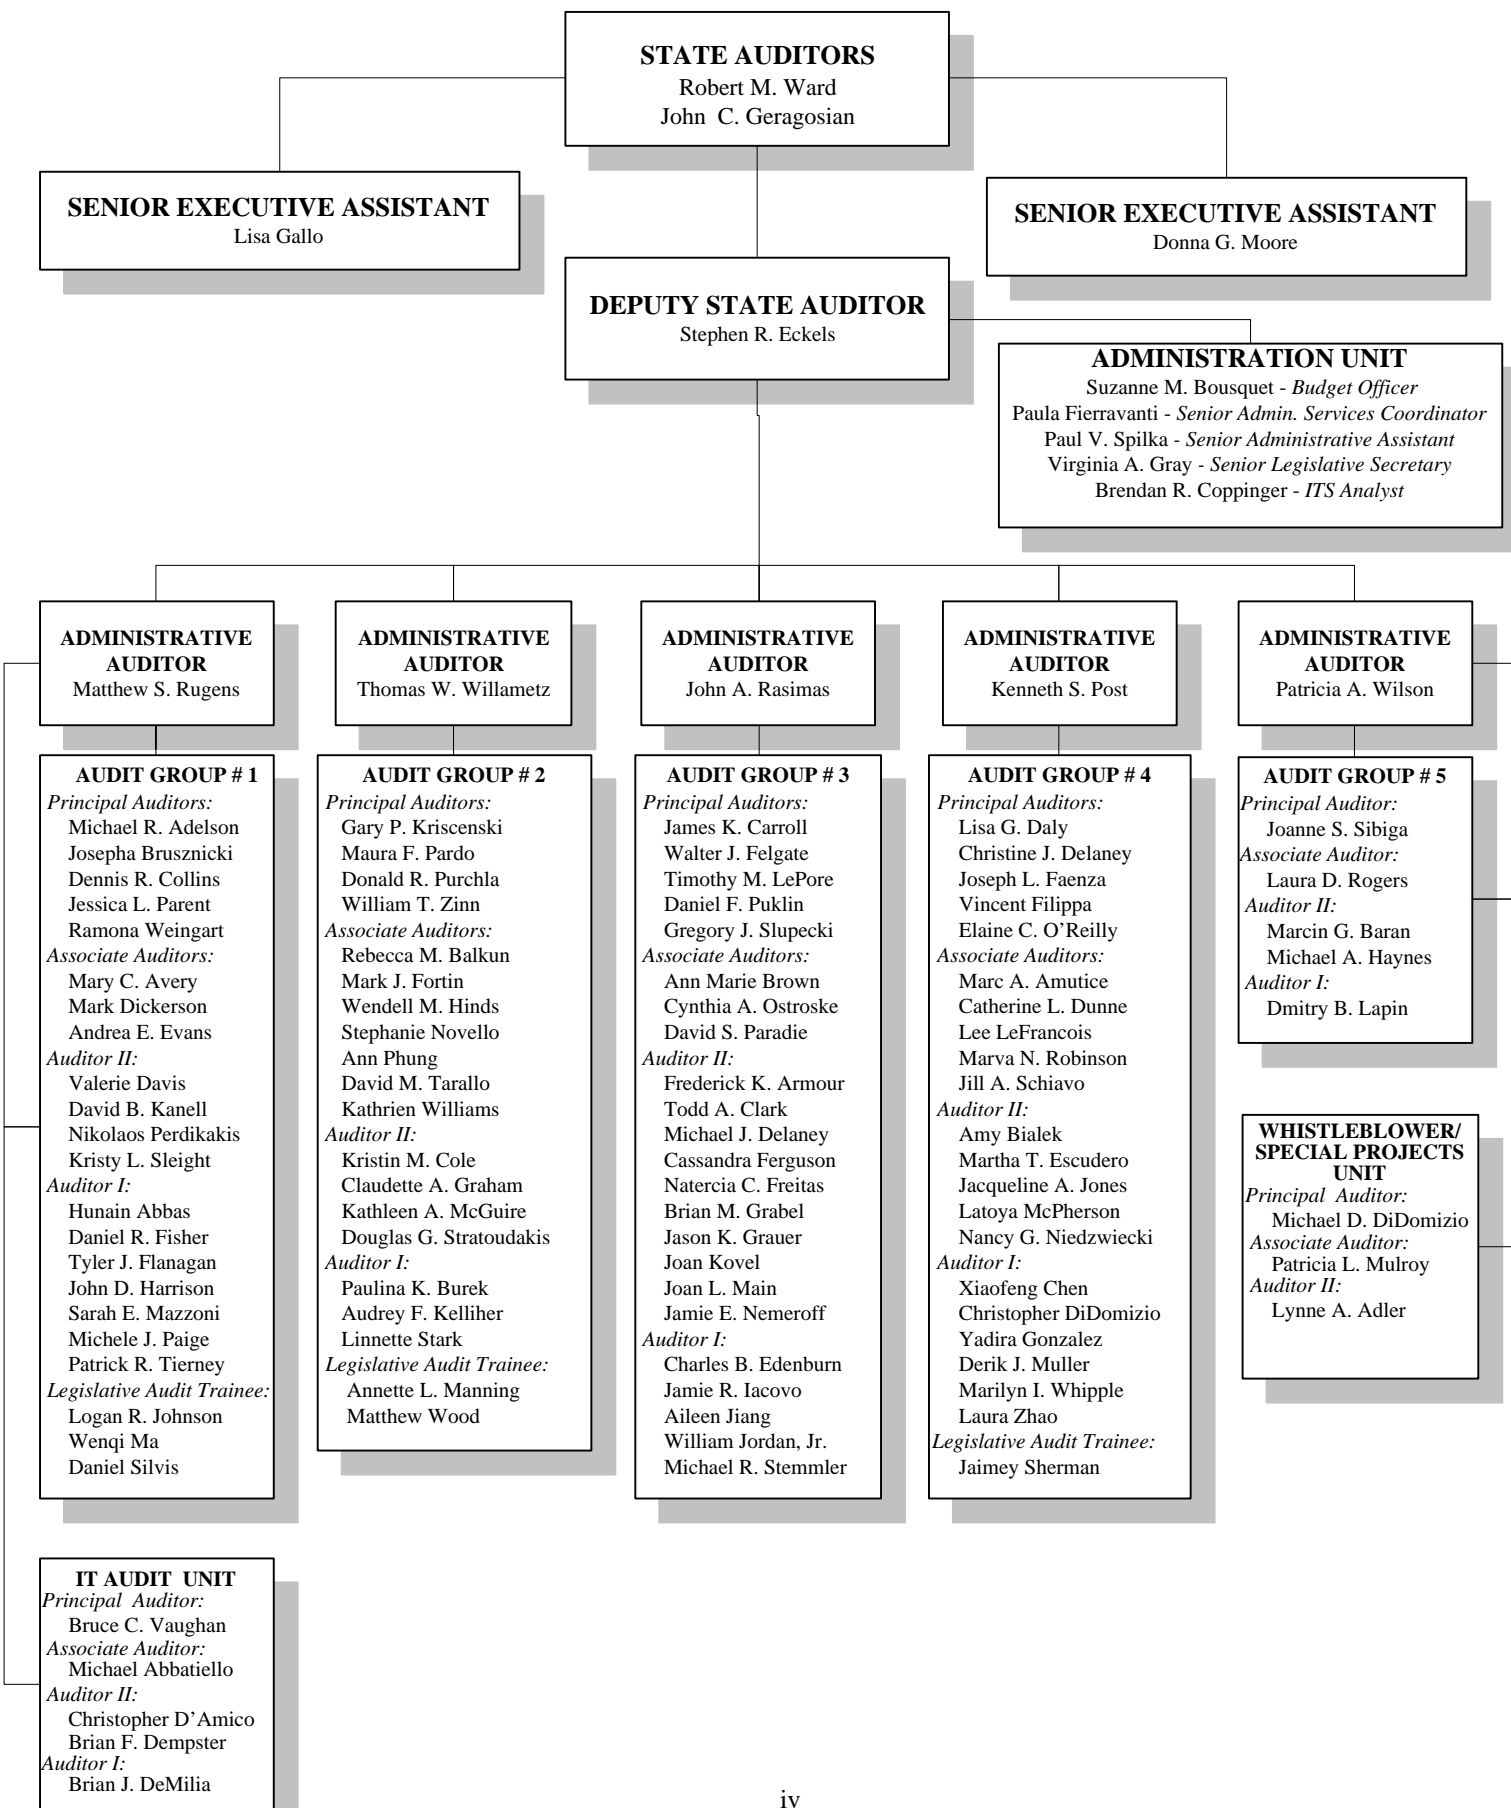 STATE AUDITORS
Robert M. Ward
John  C. Geragosian
SENIOR EXECUTIVE ASSISTANT
Lisa Gallo
SENIOR EXECUTIVE ASSISTANT
Donna G. Moore
DEPUTY STATE AUDITOR
Stephen R. Eckels
ADMINISTRATION UNIT
Suzanne M. Bousquet - Budget Officer
Paula Fierravanti - Senior Admin. Services Coordinator
Paul V. Spilka - Senior Administrative Assistant
Virginia A. Gray - Senior Legislative Secretary
Brendan R. Coppinger - ITS Analyst
ADMINISTRATIVE
AUDITOR
Matthew S. Rugens
ADMINISTRATIVE
AUDITOR
Thomas W. Willametz
ADMINISTRATIVE
AUDITOR
John A. Rasimas
ADMINISTRATIVE
AUDITOR
Kenneth S. Post
ADMINISTRATIVE
AUDITOR
Patricia A. Wilson
AUDIT GROUP # 1
Principal Auditors:
Michael R. Adelson
Josepha Brusznicki
Dennis R. Collins
Jessica L. Parent
Ramona Weingart
Associate Auditors:
Mary C. Avery
Mark Dickerson
Andrea E. Evans
Auditor II:
Valerie Davis
David B. Kanell
Nikolaos Perdikakis
Kristy L. Sleight
Auditor I:
Hunain Abbas
Daniel R. Fisher
Tyler J. Flanagan
John D. Harrison
Sarah E. Mazzoni
Michele J. Paige
Patrick R. Tierney
Legislative Audit Trainee:
Logan R. Johnson
Wenqi Ma
Daniel Silvis
AUDIT GROUP # 2
Principal Auditors:
Gary P. Kriscenski
Maura F. Pardo
Donald R. Purchla
William T. Zinn
Associate Auditors:
Rebecca M. Balkun
Mark J. Fortin
Wendell M. Hinds
Stephanie Novello
Ann Phung
David M. Tarallo
Kathrien Williams
Auditor II:
Kristin M. Cole
Claudette A. Graham
Kathleen A. McGuire
Douglas G. Stratoudakis
Auditor I:
Paulina K. Burek
Audrey F. Kelliher
Linnette Stark
Legislative Audit Trainee:
Annette L. Manning
Matthew Wood
AUDIT GROUP # 3
Principal Auditors:
James K. Carroll
Walter J. Felgate
Timothy M. LePore
Daniel F. Puklin
Gregory J. Slupecki
Associate Auditors:
Ann Marie Brown
Cynthia A. Ostroske
David S. Paradie
Auditor II:
Frederick K. Armour
Todd A. Clark
Michael J. Delaney
Cassandra Ferguson
Natercia C. Freitas
Brian M. Grabel
Jason K. Grauer
Joan Kovel
Joan L. Main
Jamie E. Nemeroff
Auditor I:
Charles B. Edenburn
Jamie R. Iacovo
Aileen Jiang
William Jordan, Jr.
Michael R. Stemmler
AUDIT GROUP # 4
Principal Auditors:
Lisa G. Daly
Christine J. Delaney
Joseph L. Faenza
Vincent Filippa
Elaine C. O’Reilly
Associate Auditors:
Marc A. Amutice
Catherine L. Dunne
Lee LeFrancois
Marva N. Robinson
Jill A. Schiavo
Auditor II:
Amy Bialek
Martha T. Escudero
Jacqueline A. Jones
Latoya McPherson
Nancy G. Niedzwiecki
Auditor I:
Xiaofeng Chen
Christopher DiDomizio
Yadira Gonzalez
Derik J. Muller
Marilyn I. Whipple
Laura Zhao
Legislative Audit Trainee:
Jaimey Sherman
AUDIT GROUP # 5
Principal Auditor:
Joanne S. Sibiga
Associate Auditor:
Laura D. Rogers
Auditor II:
Marcin G. Baran
Michael A. Haynes
Auditor I:
Dmitry B. Lapin
WHISTLEBLOWER/
SPECIAL PROJECTS
UNIT
Principal  Auditor:
Michael D. DiDomizio
Associate Auditor:
Patricia L. Mulroy
Auditor II:
Lynne A. Adler
IT AUDIT  UNIT
Principal  Auditor:
Bruce C. Vaughan
Associate Auditor:
Michael Abbatiello
Auditor II:
Christopher D’Amico
Brian F. Dempster
Auditor I:
Brian J. DeMilia
iv